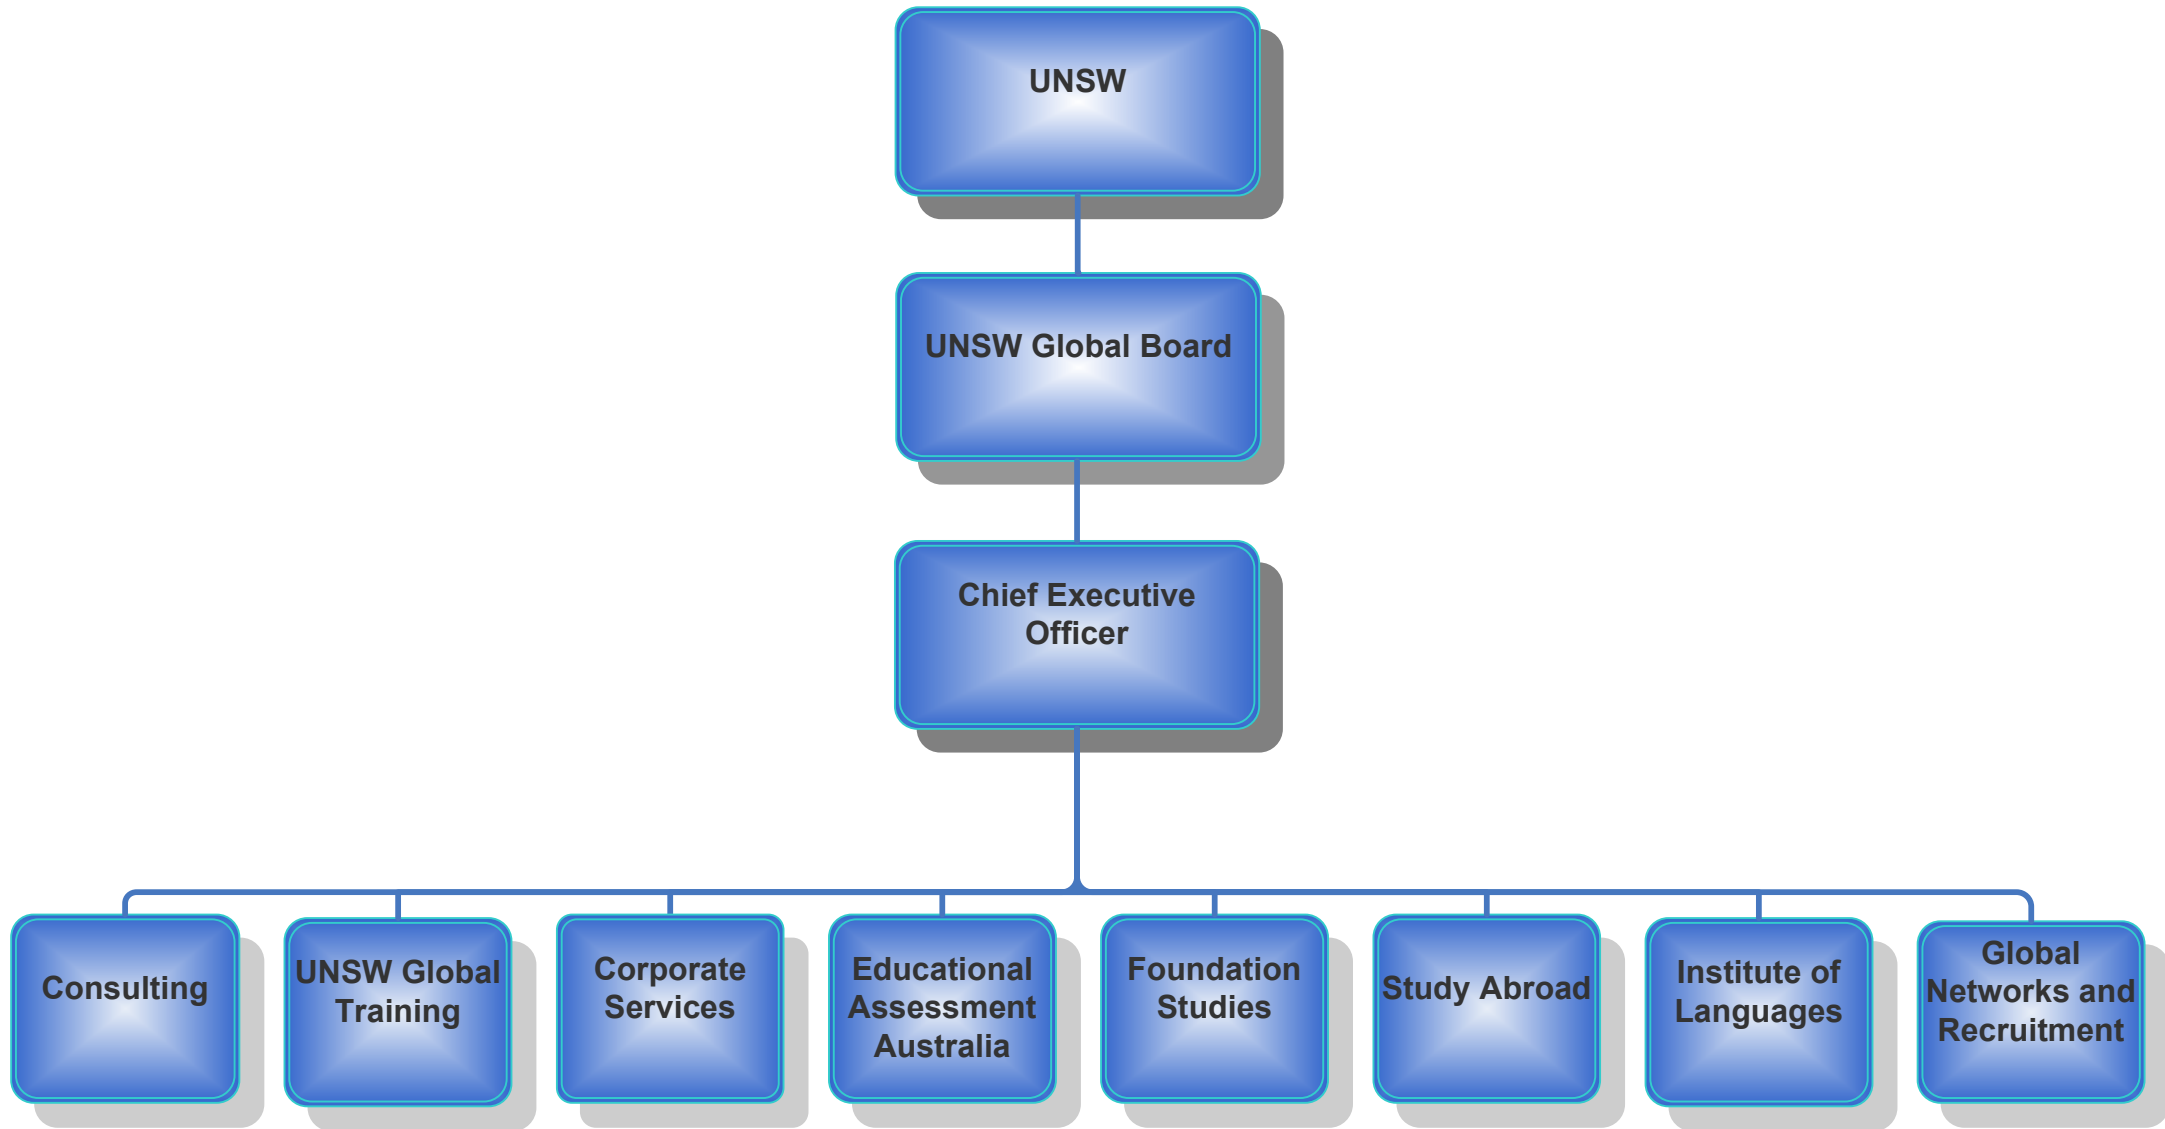 UNSW
UNSW Global Board
Chief Executive
Officer
Consulting
UNSW Global
Training
Corporate
Services
Educational
Assessment
Australia
Foundation
Studies
Study Abroad
Institute of
Languages
Global
Networks and
Recruitment